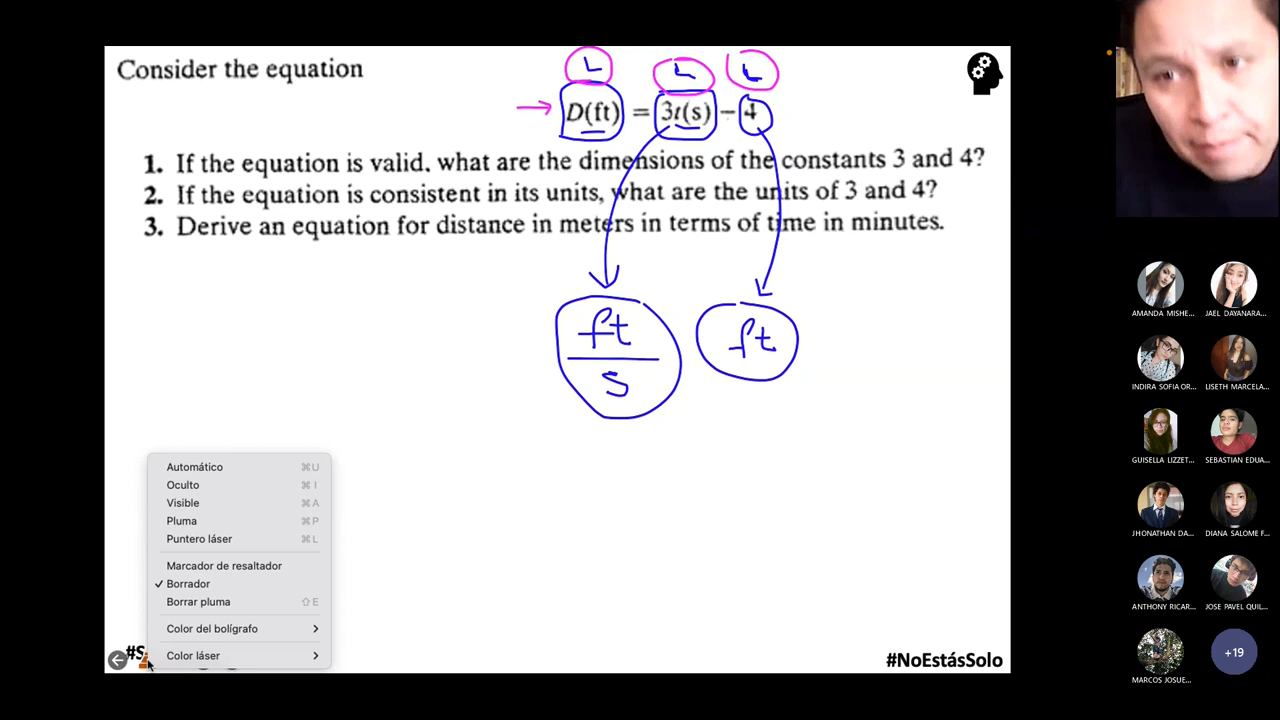 Consider the equation
L L L
D(ft) = 3t(s) − 4
1. If the equation is valid, what are the dimensions of the constants 3 and 4?
2. If the equation is consistent in its units, what are the units of 3 and 4?
3. Derive an equation for distance in meters in terms of time in minutes.
ft
s
ft
Automático ⌘U
Oculto ⌘I
Visible ⌘A
Pluma ⌘P
Puntero láser ⌘L
Marcador de resaltador
✓ Borrador
Borrar pluma ⇧E
Color del bolígrafo >
Color láser >
#S
#NoEstásSolo
AMANDA MISHE...
JAEL DAYANARA...
INDIRA SOFIA OR...
LISETH MARCELA...
GUISELLA LIZZET...
SEBASTIAN EDUA...
JHONATHAN DA...
DIANA SALOME F...
ANTHONY RICAR...
JOSE PAVEL QUIL...
MARCOS JOSUE...
+19